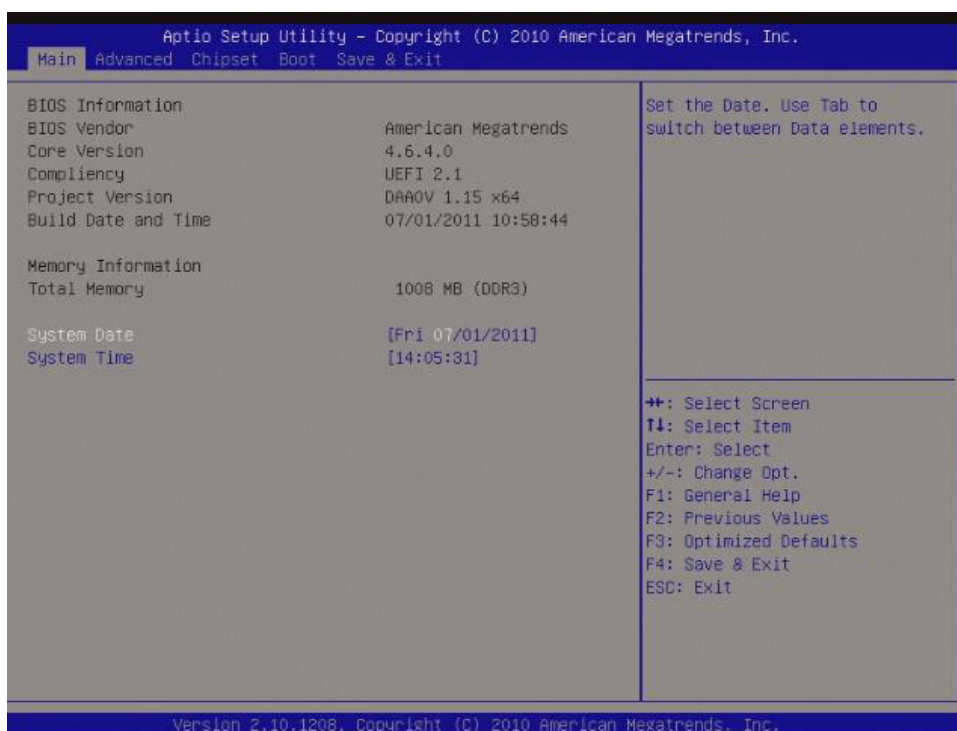 Aptio Setup Utility – Copyright (C) 2010 American Megatrends, Inc.
Main Advanced Chipset Boot Save & Exit
BIOS Information
BIOS Vendor American Megatrends
Core Version 4.6.4.0
Compliency UEFI 2.1
Project Version DAAOV 1.15 x64
Build Date and Time 07/01/2011 10:58:44
Memory Information
Total Memory 1008 MB (DDR3)
System Date [Fri 07/01/2011]
System Time [14:05:31]
Set the Date. Use Tab to
switch between Data elements.
→←: Select Screen
↑↓: Select Item
Enter: Select
+/-: Change Opt.
F1: General Help
F2: Previous Values
F3: Optimized Defaults
F4: Save & Exit
ESC: Exit
Version 2.10.1208. Copyright (C) 2010 American Megatrends, Inc.